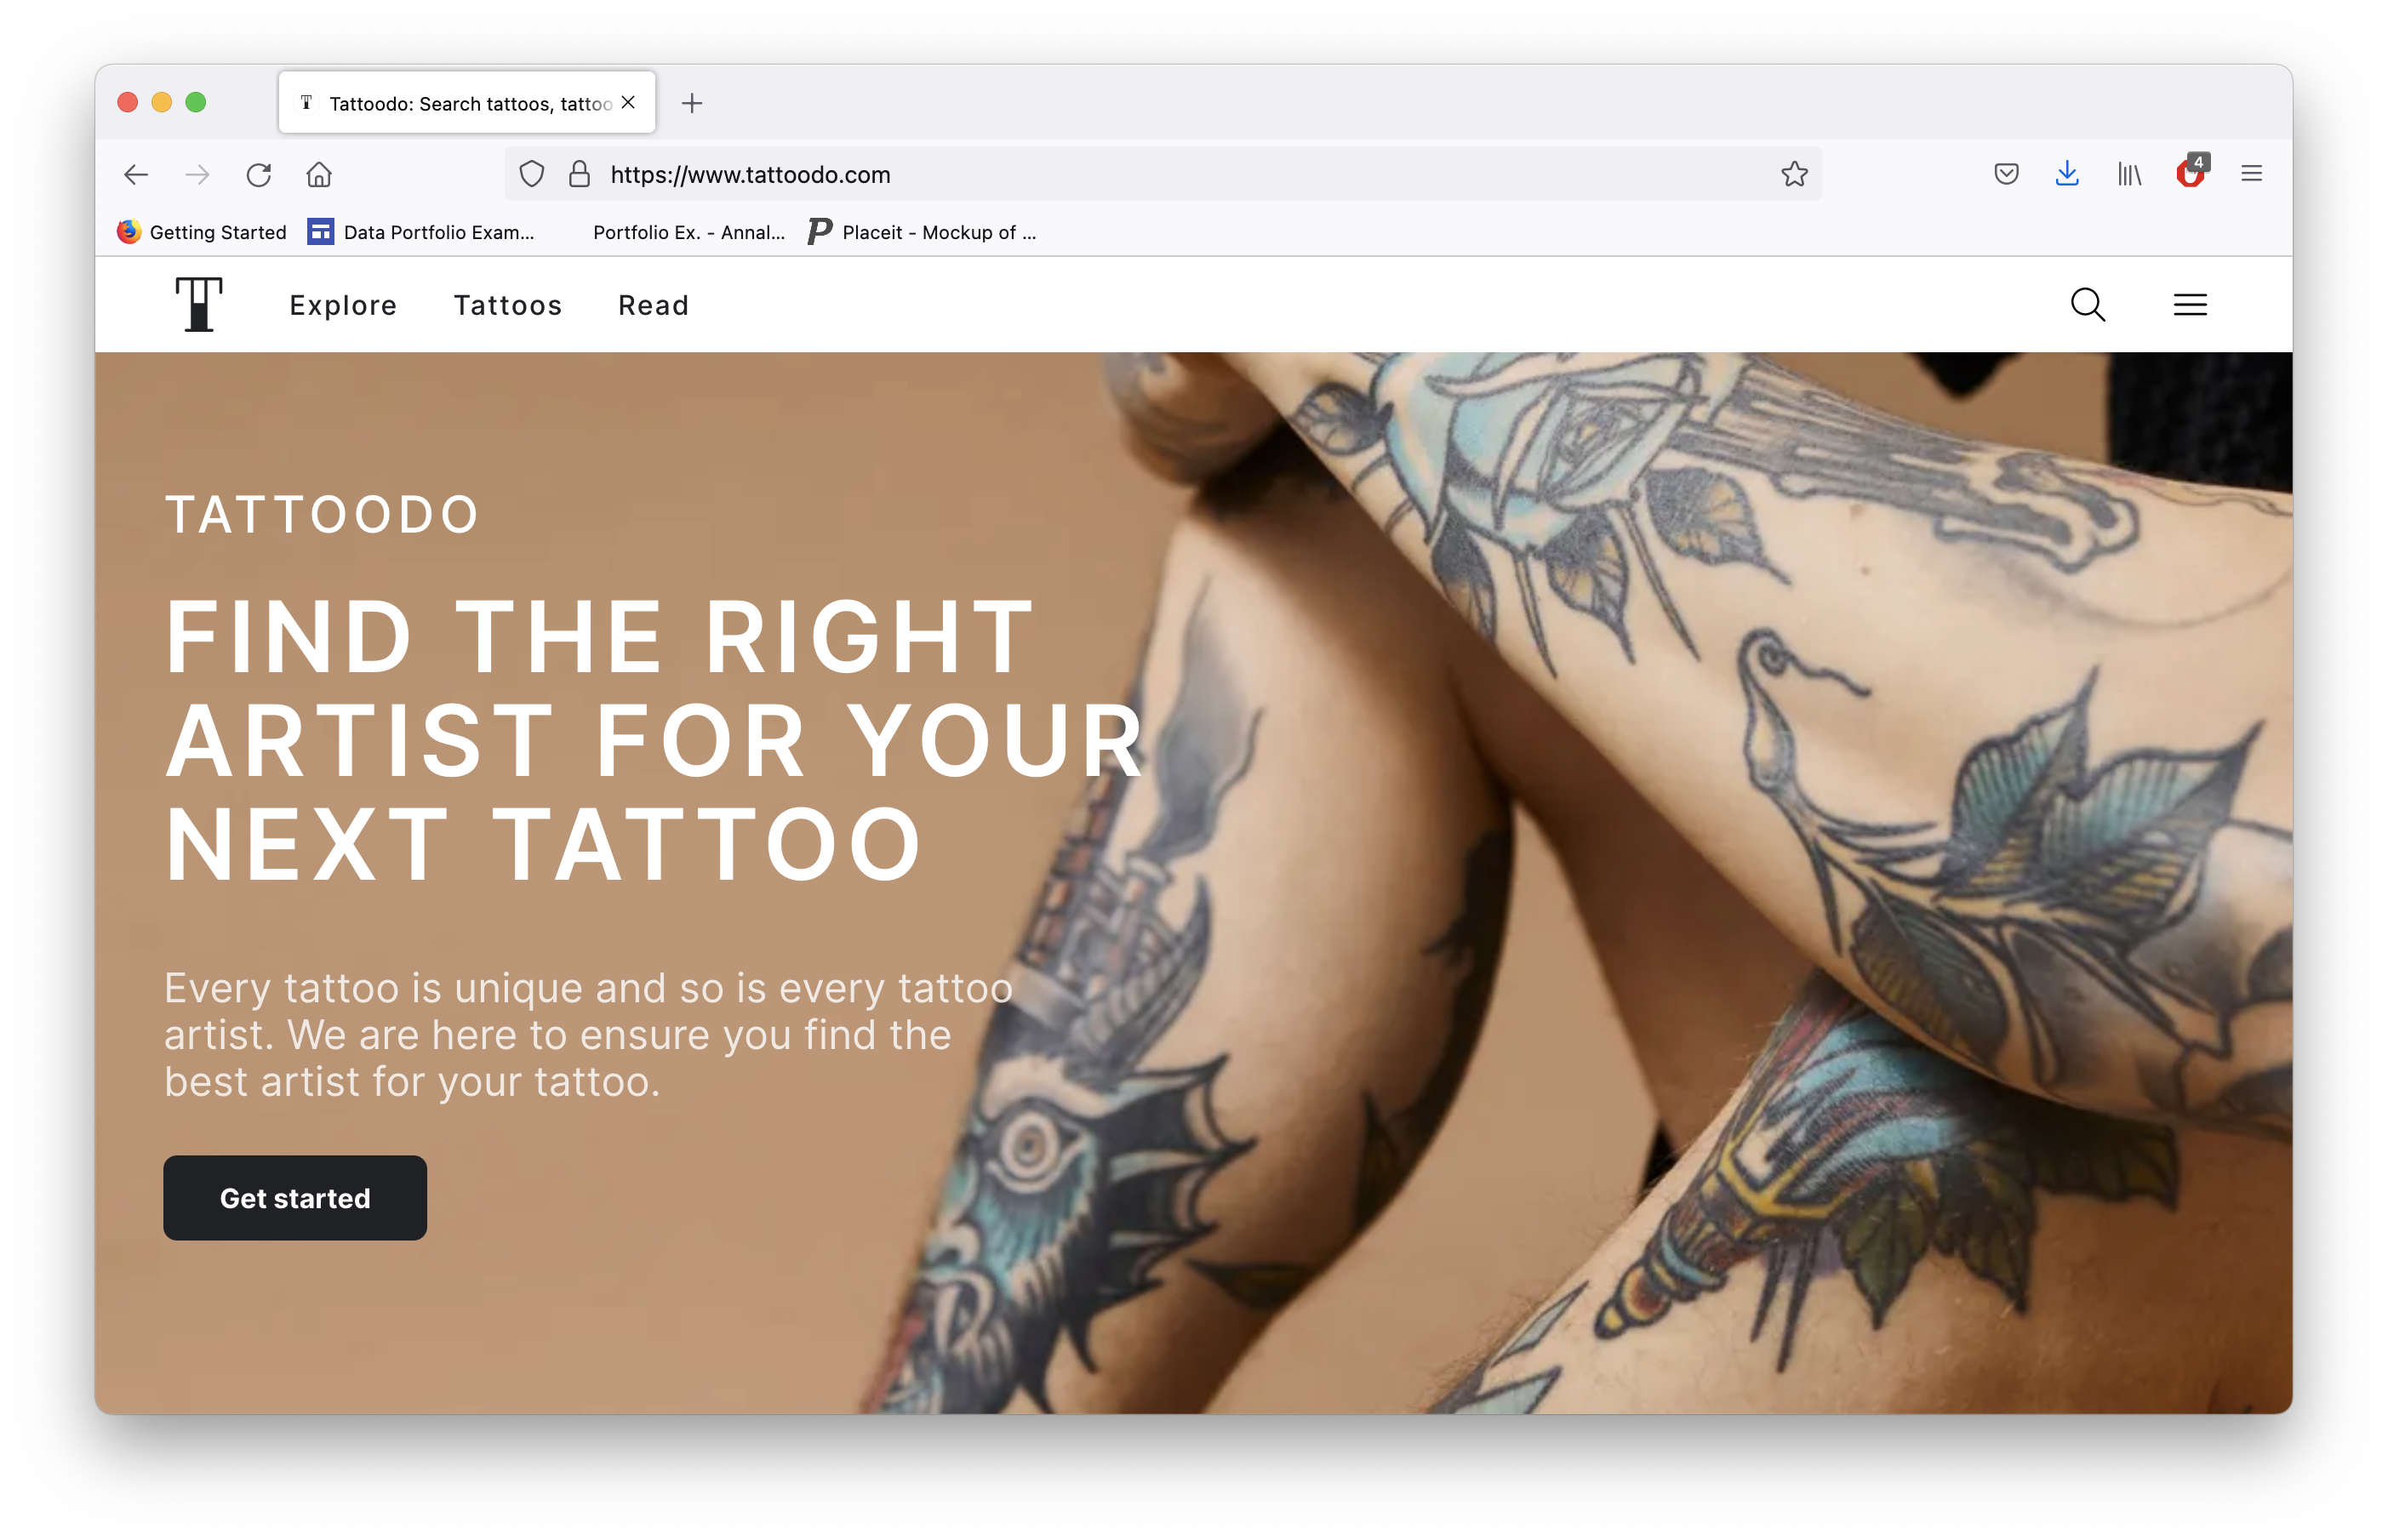 Tattoodo: Search tattoos, tattoo
https://www.tattoodo.com
4
Getting Started
Data Portfolio Exam...
Portfolio Ex. - Annal...
Placeit - Mockup of ...
Explore
Tattoos
Read
TATTOODO
FIND THE RIGHT
ARTIST FOR YOUR
NEXT TATTOO
Every tattoo is unique and so is every tattoo
artist. We are here to ensure you find the
best artist for your tattoo.
Get started